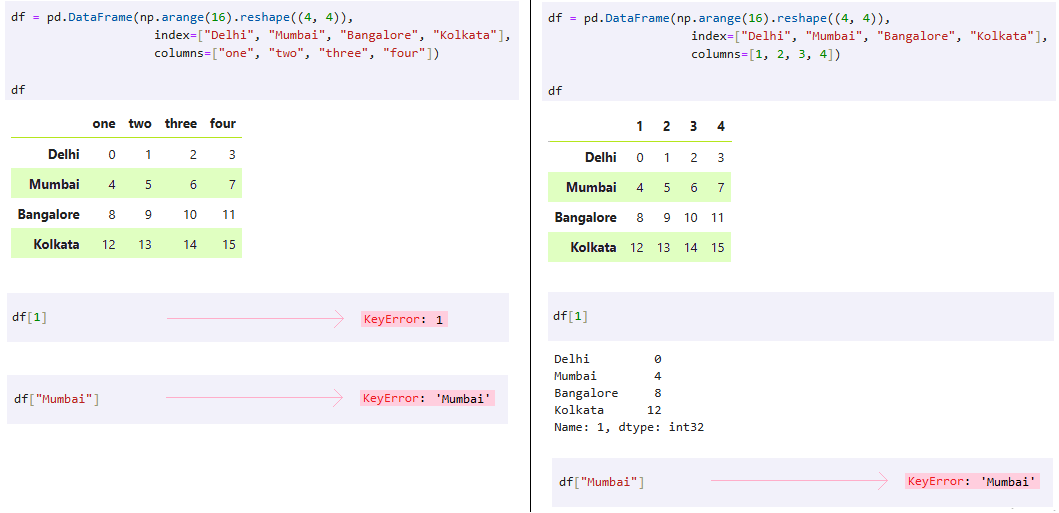 df = pd.DataFrame(np.arange(16).reshape((4, 4)),
index=["Delhi", "Mumbai", "Bangalore", "Kolkata"],
columns=["one", "two", "three", "four"])
df
one two three four
Delhi 0 1 2 3
Mumbai 4 5 6 7
Bangalore 8 9 10 11
Kolkata 12 13 14 15
df[1] KeyError: 1
df["Mumbai"] KeyError: 'Mumbai'
df = pd.DataFrame(np.arange(16).reshape((4, 4)),
index=["Delhi", "Mumbai", "Bangalore", "Kolkata"],
columns=[1, 2, 3, 4])
df
1 2 3 4
Delhi 0 1 2 3
Mumbai 4 5 6 7
Bangalore 8 9 10 11
Kolkata 12 13 14 15
df[1]
Delhi 0
Mumbai 4
Bangalore 8
Kolkata 12
Name: 1, dtype: int32
df["Mumbai"] KeyError: 'Mumbai'